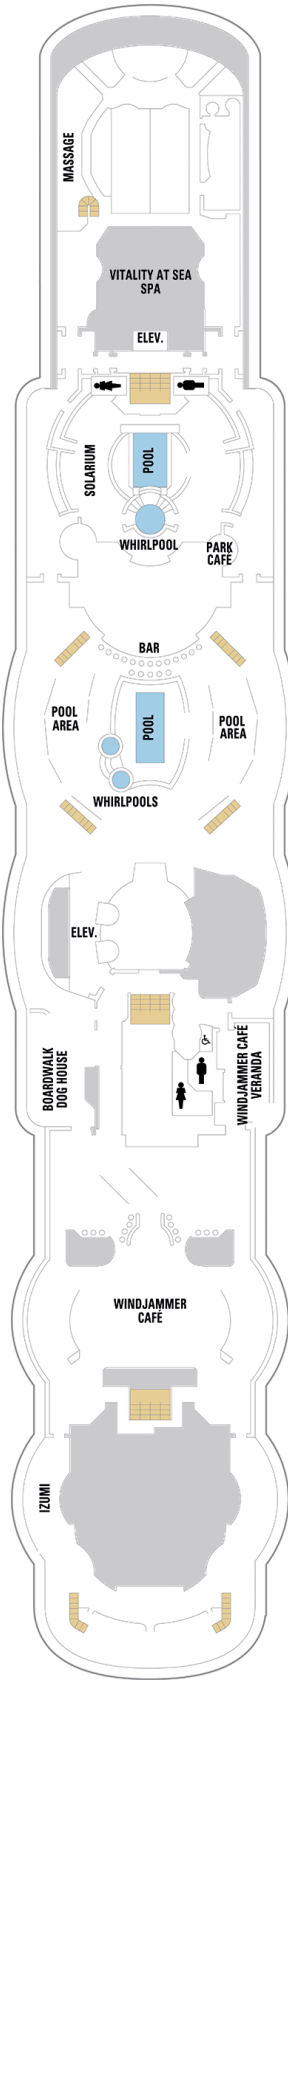 MASSAGE
VITALITY AT SEA
SPA
ELEV.
SOLARIUM
POOL
WHIRLPOOL
PARK
CAFÉ
BAR
POOL
AREA
POOL
POOL
AREA
WHIRLPOOLS
ELEV.
BOARDWALK
DOG HOUSE
WINDJAMMER CAFÉ
VERANDA
WINDJAMMER
CAFÉ
IZUMI